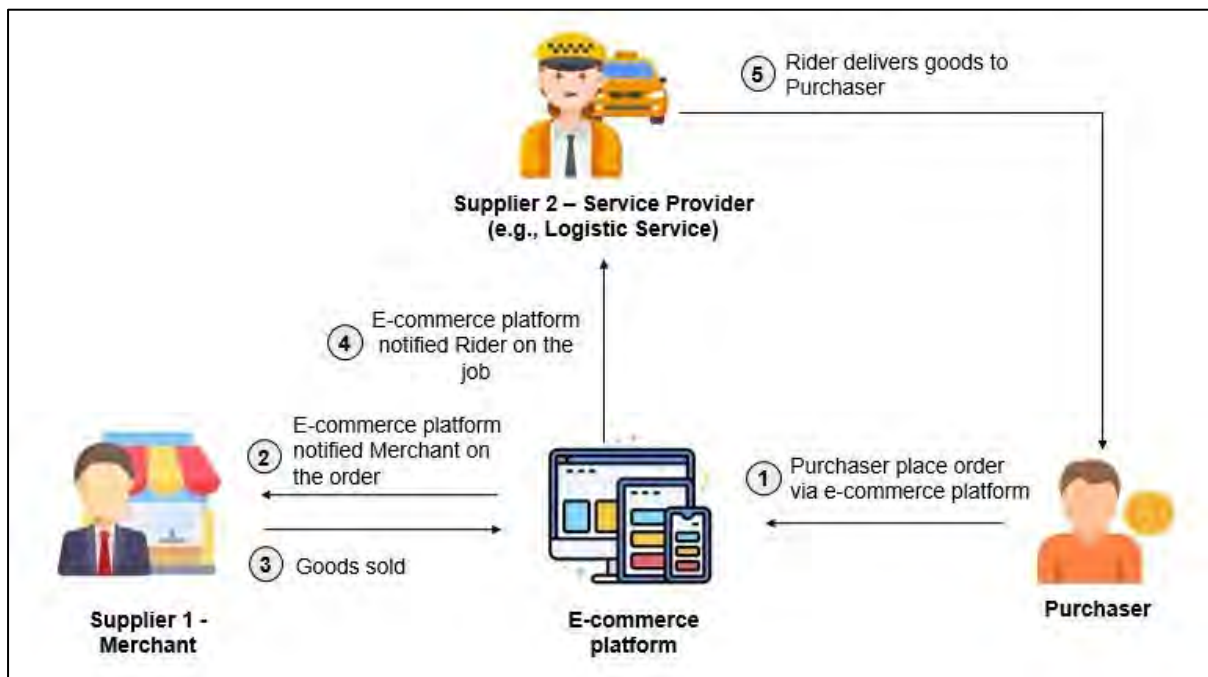 5 Rider delivers goods to
Purchaser
Supplier 2 – Service Provider
(e.g., Logistic Service)
E-commerce platform
4 notified Rider on the
job
E-commerce platform
2 notified Merchant on
the order
1 Purchaser place order
via e-commerce platform
3 Goods sold
Supplier 1 -
Merchant
E-commerce
platform
Purchaser